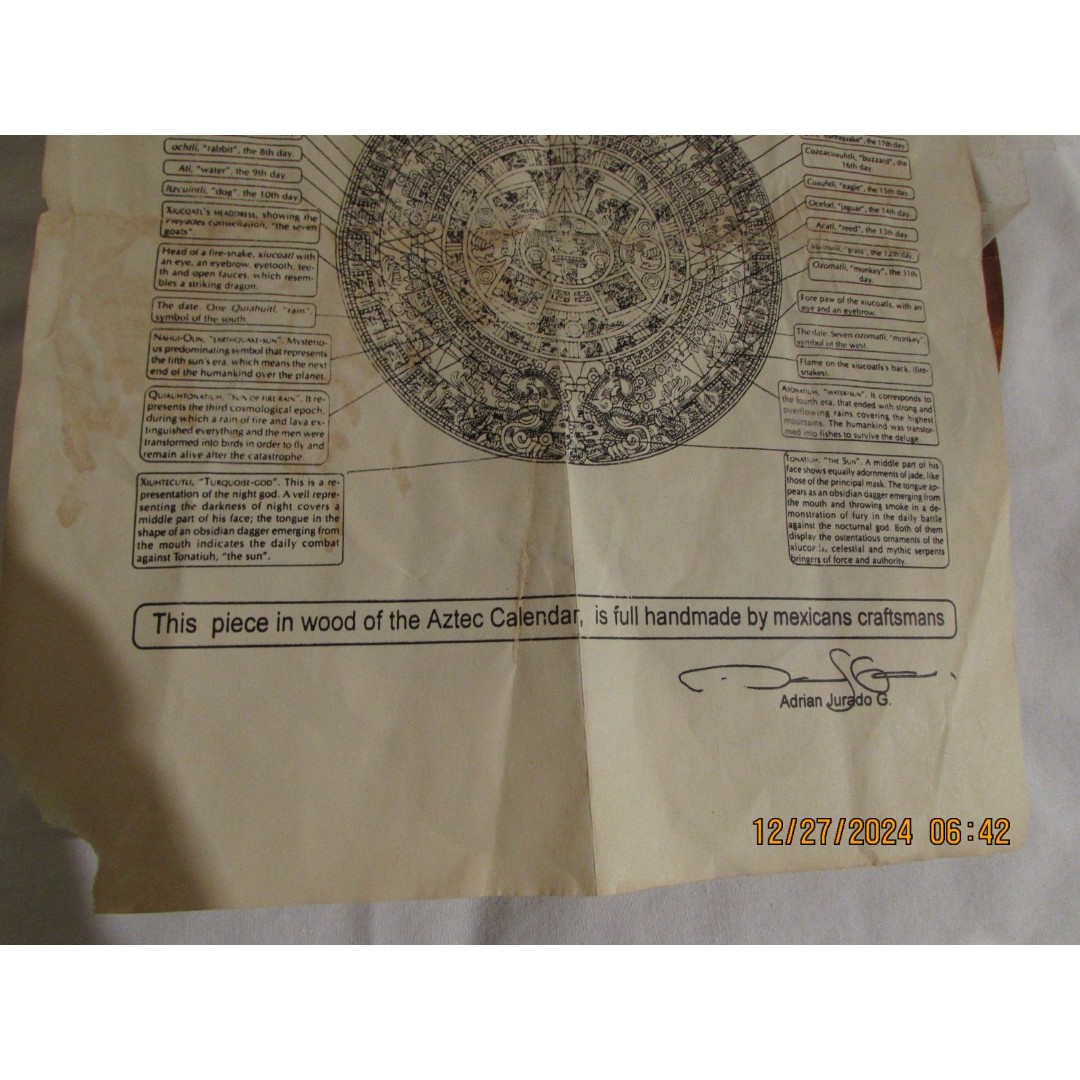 ochtli, "rabbit", the 8th day.
Atl, "water", the 9th day.
Itzcuintli, "dog", the 10th day.
XIUCOATL'S HEADDRESS, showing the
Pleyades constellation, "the seven
goats".
Head of a fire-snake, xiucoatl with
an eye, an eyebrow, eyetooth, tee-
th and open fauces, which resem-
bles a striking dragon.
The date. One Quiahuitl, "rain",
symbol of the south.
NAHUI-OLIN, "EARTHQUAKE-SUN". Mysterio-
us predominating symbol that represents
the fifth sun's era, which means the next
end of the humankind over the planet.
QUIAUHTONATIUH, "SUN OF FIRE RAIN". It re-
presents the third cosmological epoch,
during which a rain of fire and lava ex-
tinguished everything and the men were
transformed into birds in order to fly and
remain alive after the catastrophe.
XIUHTECUTLI, "TURQUOISE-GOD". This is a re-
presentation of the night god. A veil repre-
senting the darkness of night covers a
middle part of his face; the tongue in the
shape of an obsidian dagger emerging from
the mouth indicates the daily combat
against Tonatiuh, "the sun".
"earthquake", the 17th day.
Cozcacuauhtli, "buzzard", the
16th day.
Cuauhtli, "eagle", the 15th day.
Ocelotl, "jaguar", the 14th day.
Acatl, "reed", the 13th day.
"grass", the 12th day.
Ozomatli, "monkey", the 11th
day.
Fore paw of the xiucoatls, with an
eye and an eyebrow.
The date. Seven ozomatli, "monkey",
symbol of the west.
Flame on the xiucoatls's back, (fire-
snakes).
ATONATIUH, "WATER-SUN". It corresponds to
the fourth era, that ended with strong and
overflowing rains covering the highest
mountains. The humankind was transfor-
med into fishes to survive the deluge.
TONATIUH, "THE SUN". A middle part of his
face shows equally adornments of jade, like
those of the principal mask. The tongue ap-
pears as an obsidian dagger emerging from
the mouth and throwing smoke in a de-
monstration of fury in the daily battle
against the nocturnal god. Both of them
display the ostentatious ornaments of the
xiucoatls, celestial and mythic serpents
bringers of force and authority.
This piece in wood of the Aztec Calendar, is full handmade by mexicans craftsmans
Adrian Jurado G.
12/27/2024 06:42